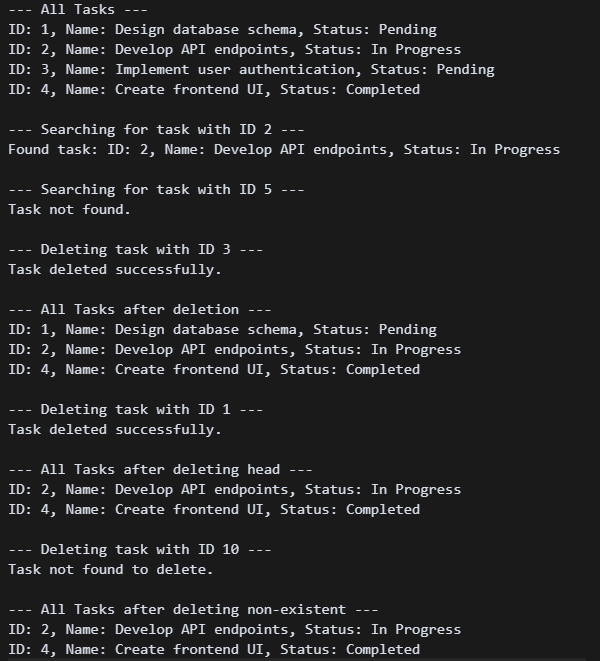 --- All Tasks ---
ID: 1, Name: Design database schema, Status: Pending
ID: 2, Name: Develop API endpoints, Status: In Progress
ID: 3, Name: Implement user authentication, Status: Pending
ID: 4, Name: Create frontend UI, Status: Completed

--- Searching for task with ID 2 ---
Found task: ID: 2, Name: Develop API endpoints, Status: In Progress

--- Searching for task with ID 5 ---
Task not found.

--- Deleting task with ID 3 ---
Task deleted successfully.

--- All Tasks after deletion ---
ID: 1, Name: Design database schema, Status: Pending
ID: 2, Name: Develop API endpoints, Status: In Progress
ID: 4, Name: Create frontend UI, Status: Completed

--- Deleting task with ID 1 ---
Task deleted successfully.

--- All Tasks after deleting head ---
ID: 2, Name: Develop API endpoints, Status: In Progress
ID: 4, Name: Create frontend UI, Status: Completed

--- Deleting task with ID 10 ---
Task not found to delete.

--- All Tasks after deleting non-existent ---
ID: 2, Name: Develop API endpoints, Status: In Progress
ID: 4, Name: Create frontend UI, Status: Completed